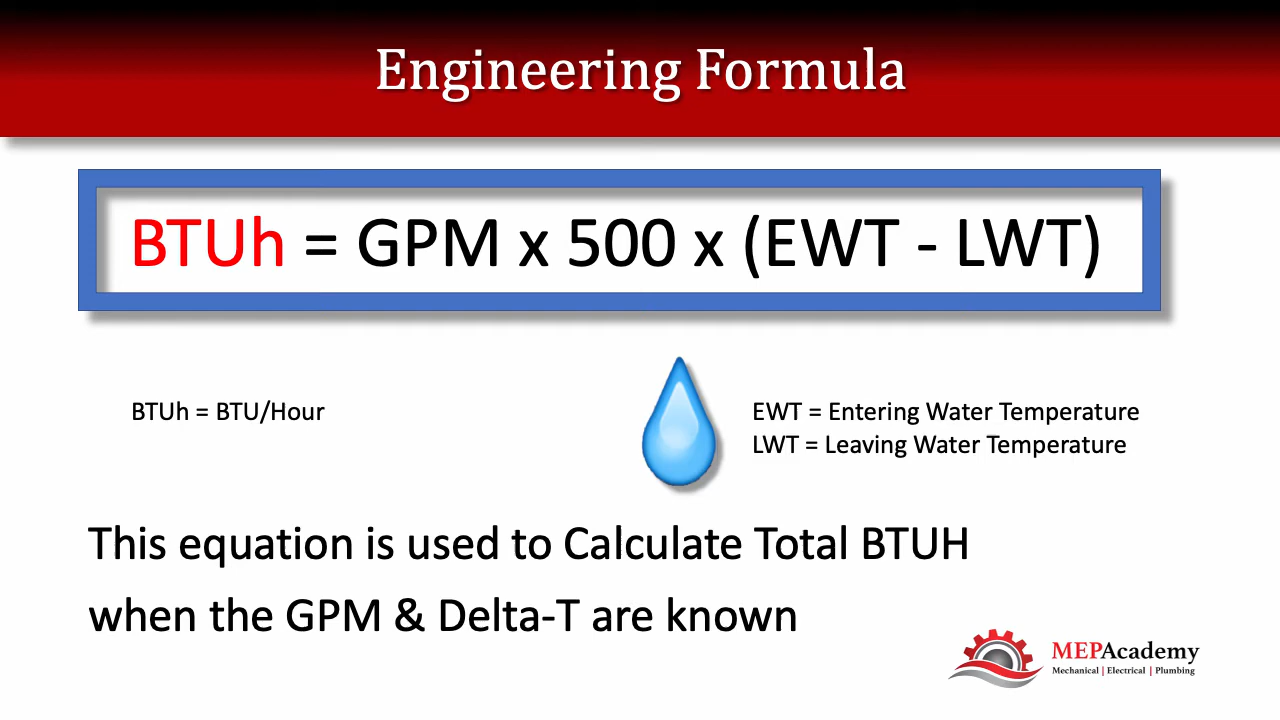 Engineering Formula
BTUh = GPM x 500 x (EWT - LWT)
BTUh = BTU/Hour
EWT = Entering Water Temperature
LWT = Leaving Water Temperature
This equation is used to Calculate Total BTUH
when the GPM & Delta-T are known
MEPAcademy
Mechanical | Electrical | Plumbing